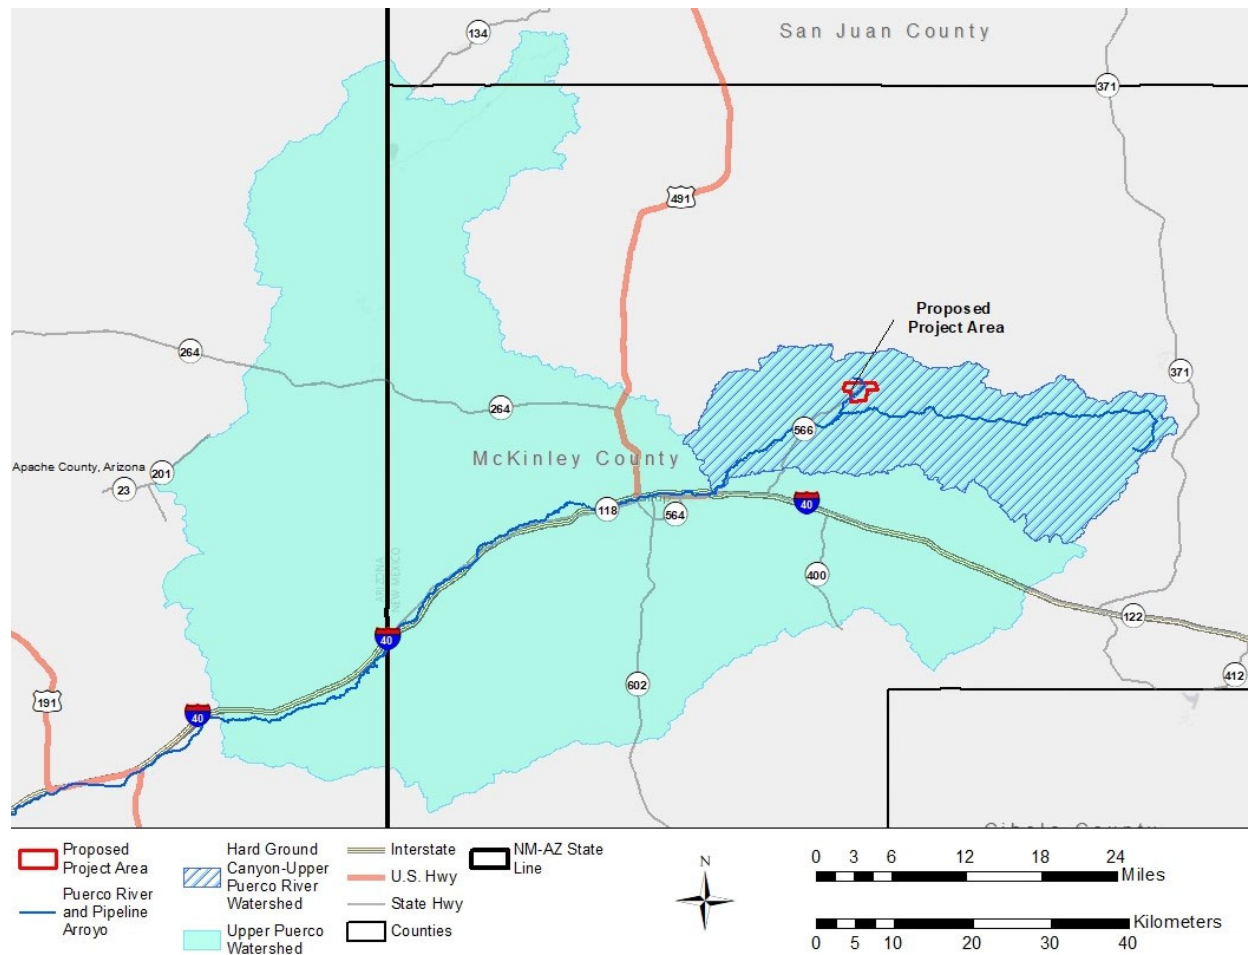 134
San Juan County
371
491
Proposed
Project Area
264
371
264
566
McKinley County
Apache County, Arizona
201
23
118
564
40
ARIZONA
NEW MEXICO
400
122
40
412
602
191
40
Proposed
Project Area
Puerco River
and Pipeline
Arroyo
Hard Ground
Canyon-Upper
Puerco River
Watershed
Upper Puerco
Watershed
Interstate
U.S. Hwy
State Hwy
Counties
NM-AZ State
Line
N
0 3 6 12 18 24
Miles
Kilometers
0 5 10 20 30 40